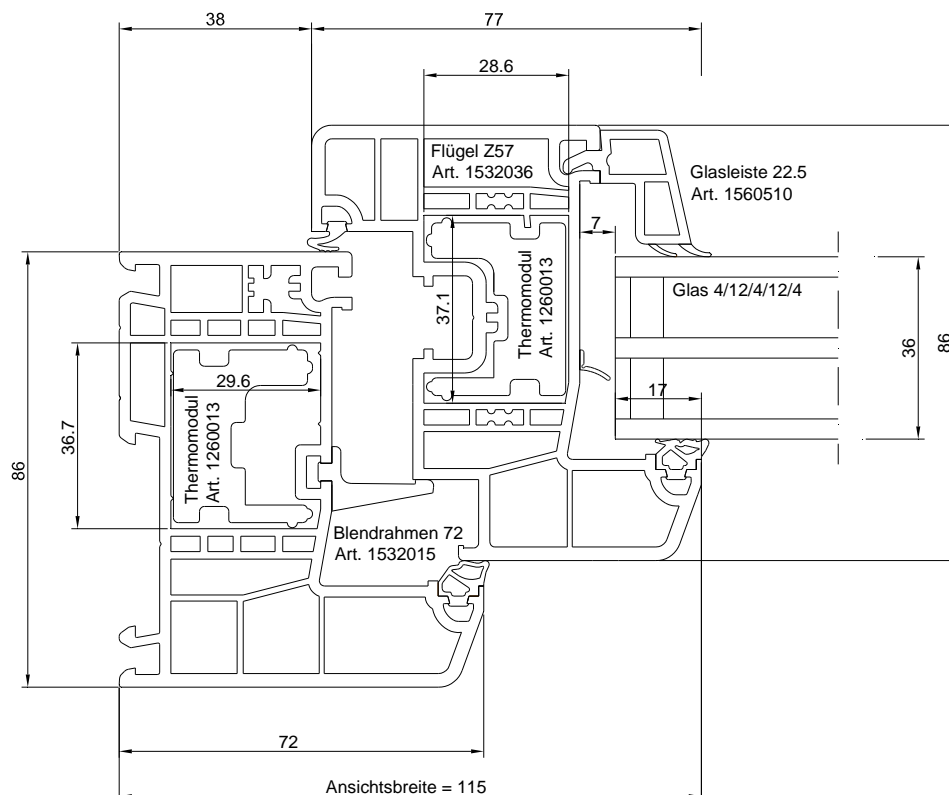 38
77
28.6
Flügel Z57
Art. 1532036
Glasleiste 22.5
Art. 1560510
7
Glas 4/12/4/12/4
37.1
Thermomodul
Art. 1260013
36
86
17
29.6
36.7
Thermomodul
Art. 1260013
86
Blendrahmen 72
Art. 1532015
72
Ansichtsbreite = 115